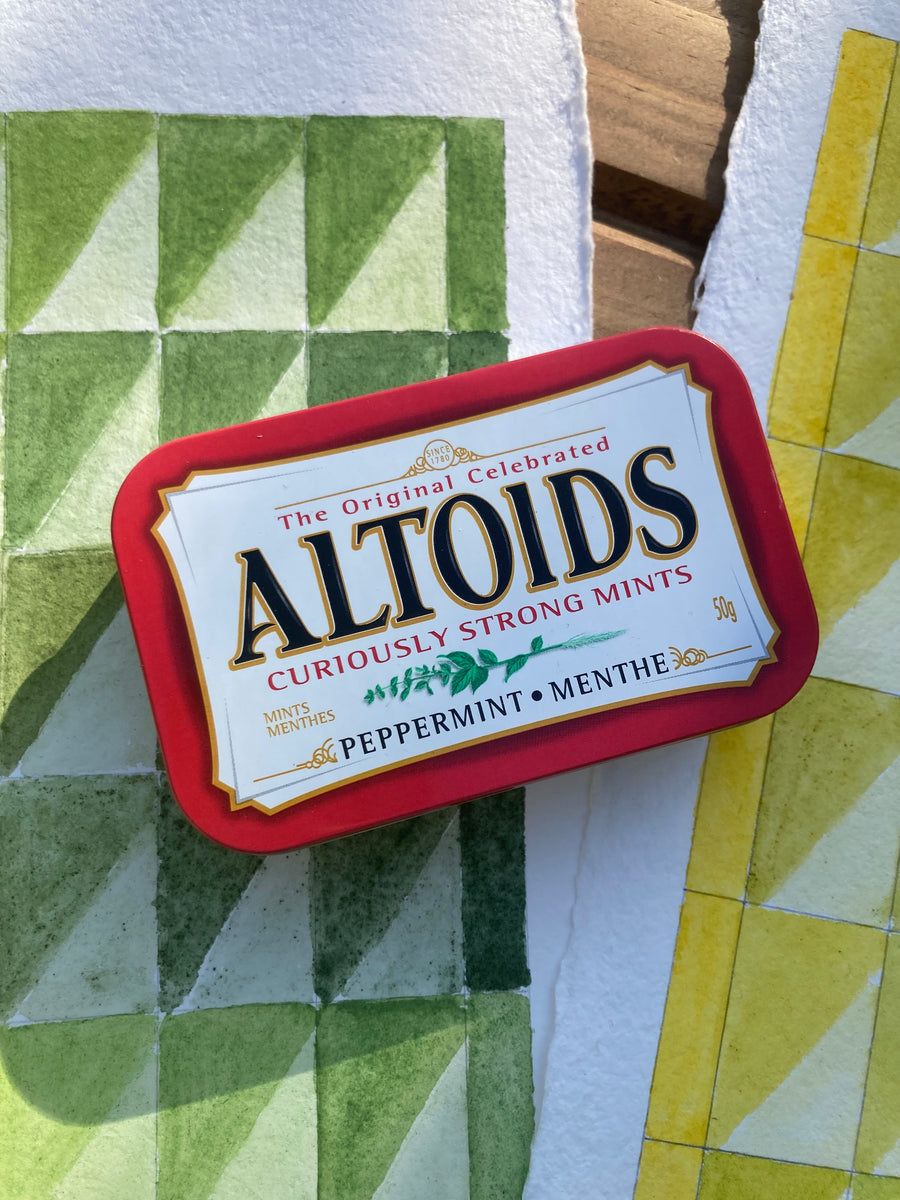 SINCE
1780
The Original Celebrated
ALTOIDS
CURIOUSLY STRONG MINTS
50g
MINTS
MENTHES
PEPPERMINT • MENTHE